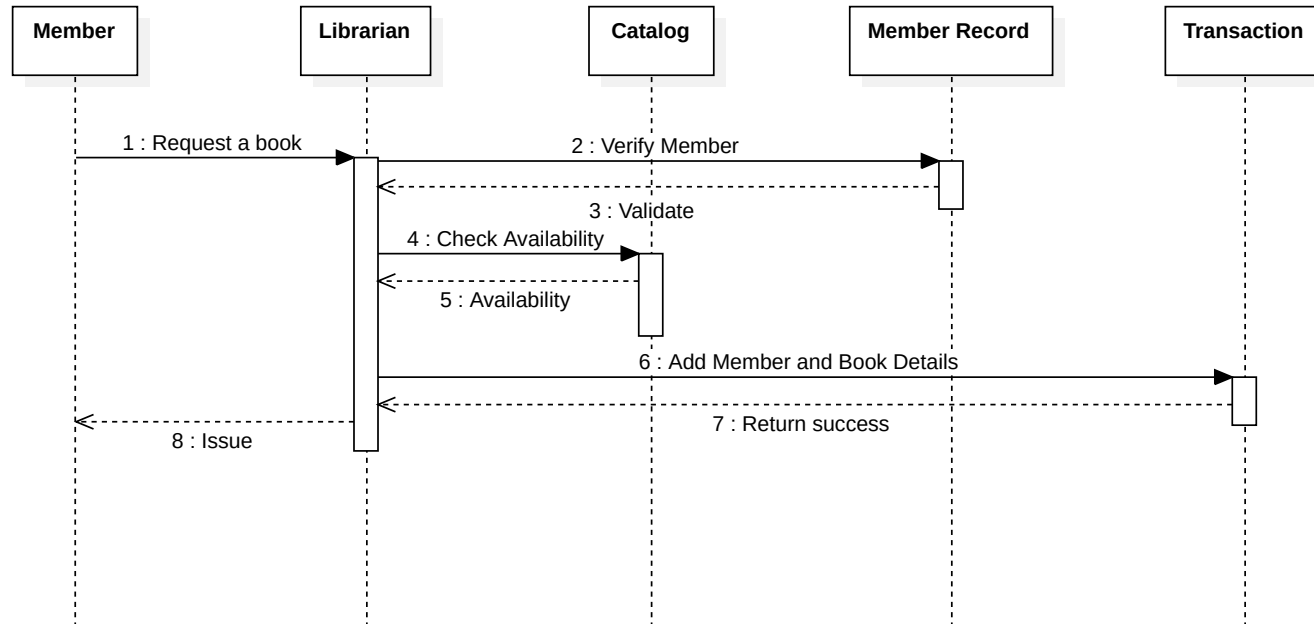 Member
Librarian
Catalog
Member Record
Transaction
1 : Request a book
2 : Verify Member
3 : Validate
4 : Check Availability
5 : Availability
6 : Add Member and Book Details
7 : Return success
8 : Issue